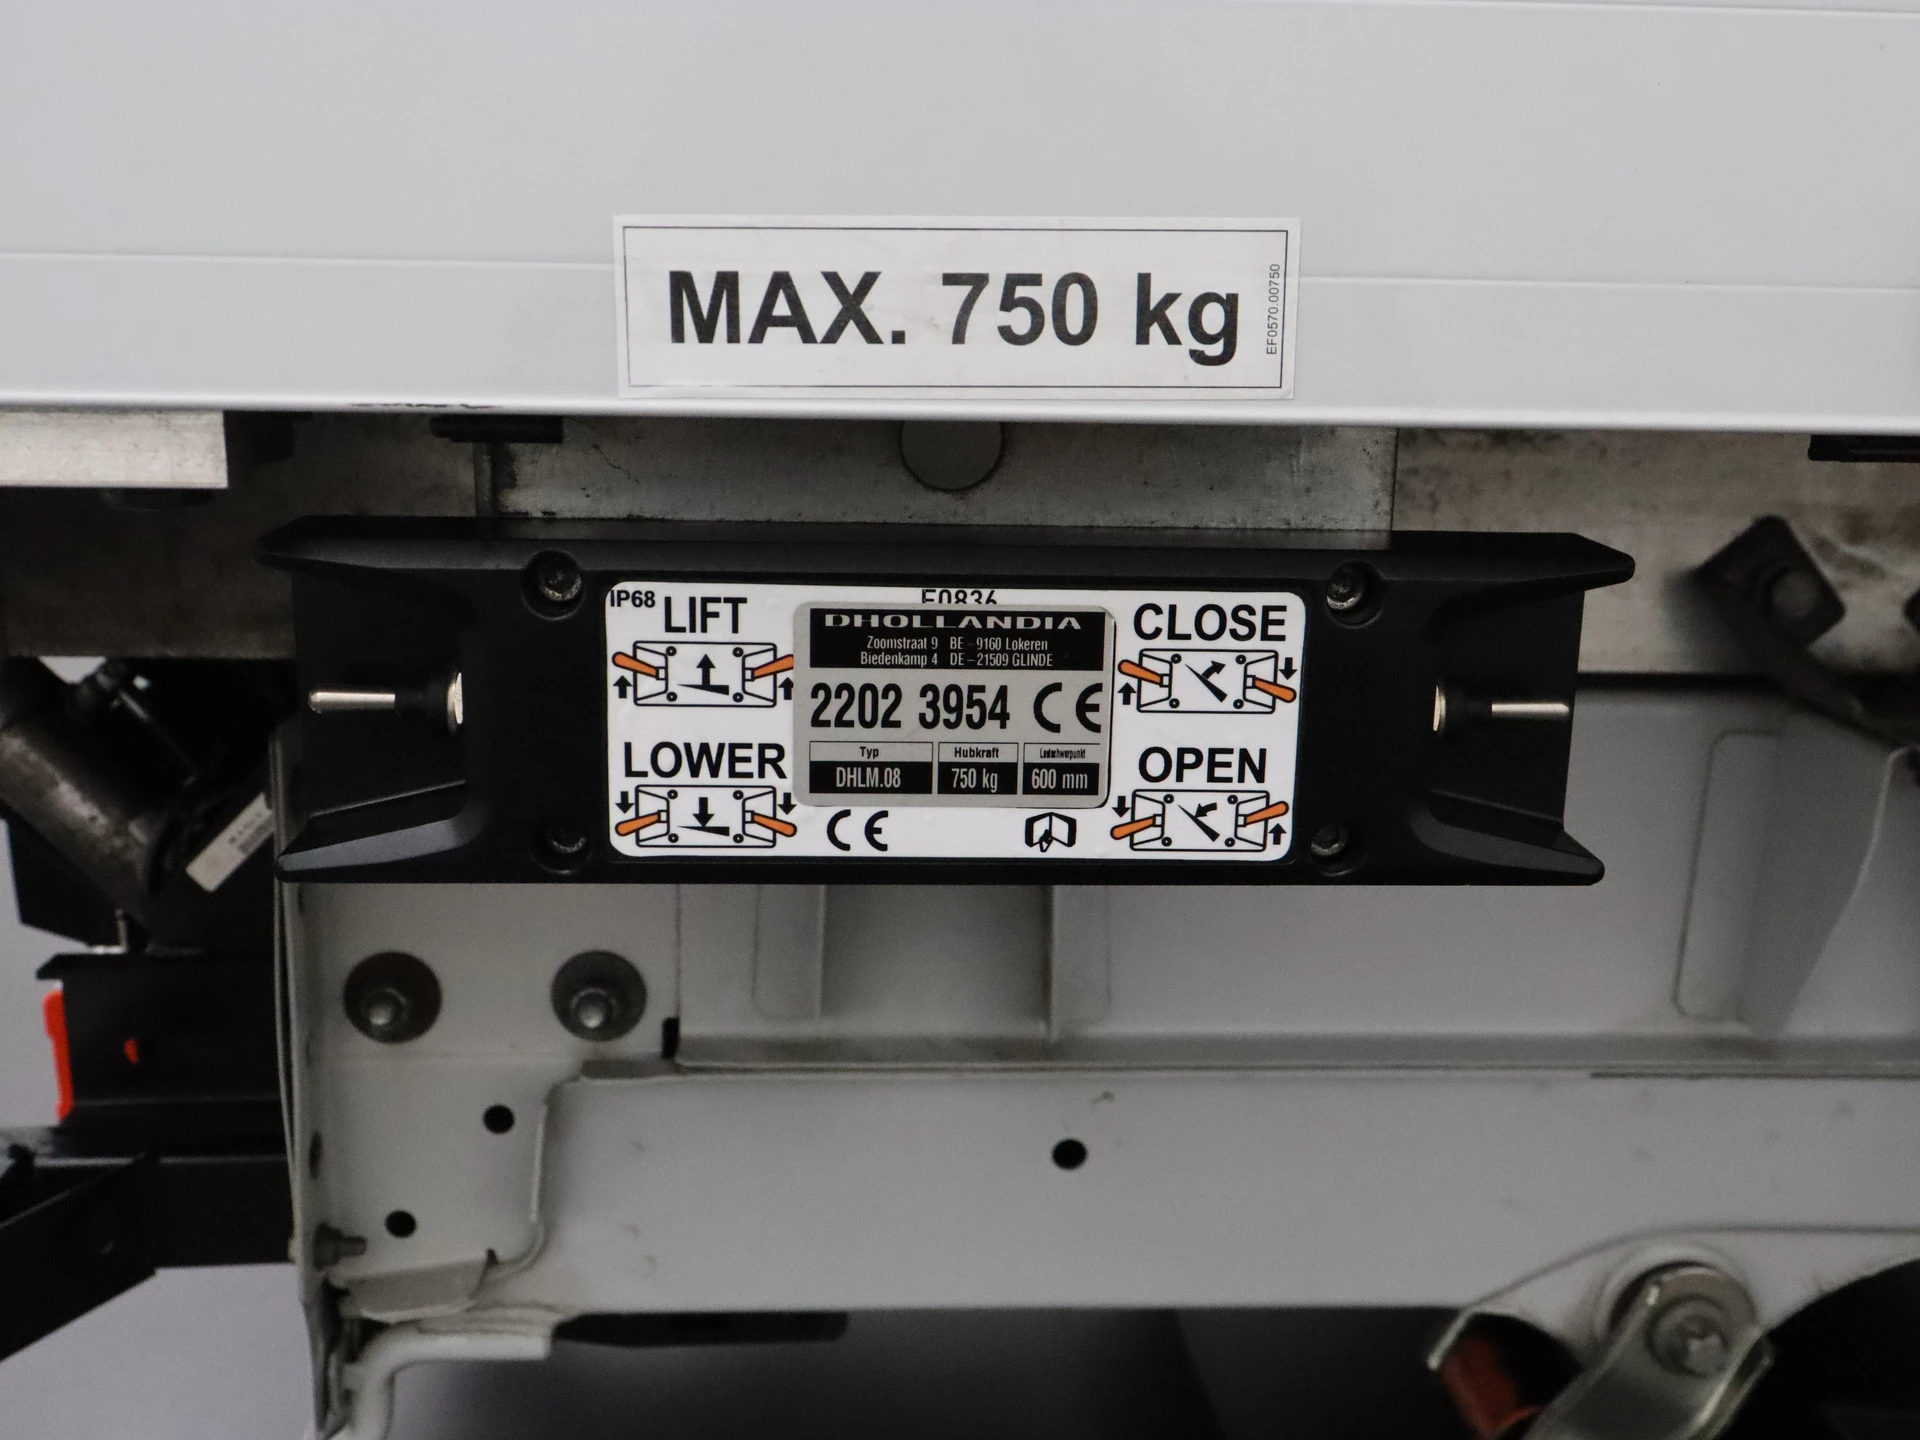 MAX. 750 kg
EF0570.00750
IP68
LIFT
E0836
CLOSE
DHOLLANDIA
Zoomstraat 9 BE - 9160 Lokeren
Biedenkamp 4 DE - 21509 GLINDE
2202 3954 CE
LOWER
OPEN
Typ Hubkraft Lastschwerpunkt
DHLM.08 750 kg 600 mm
CE